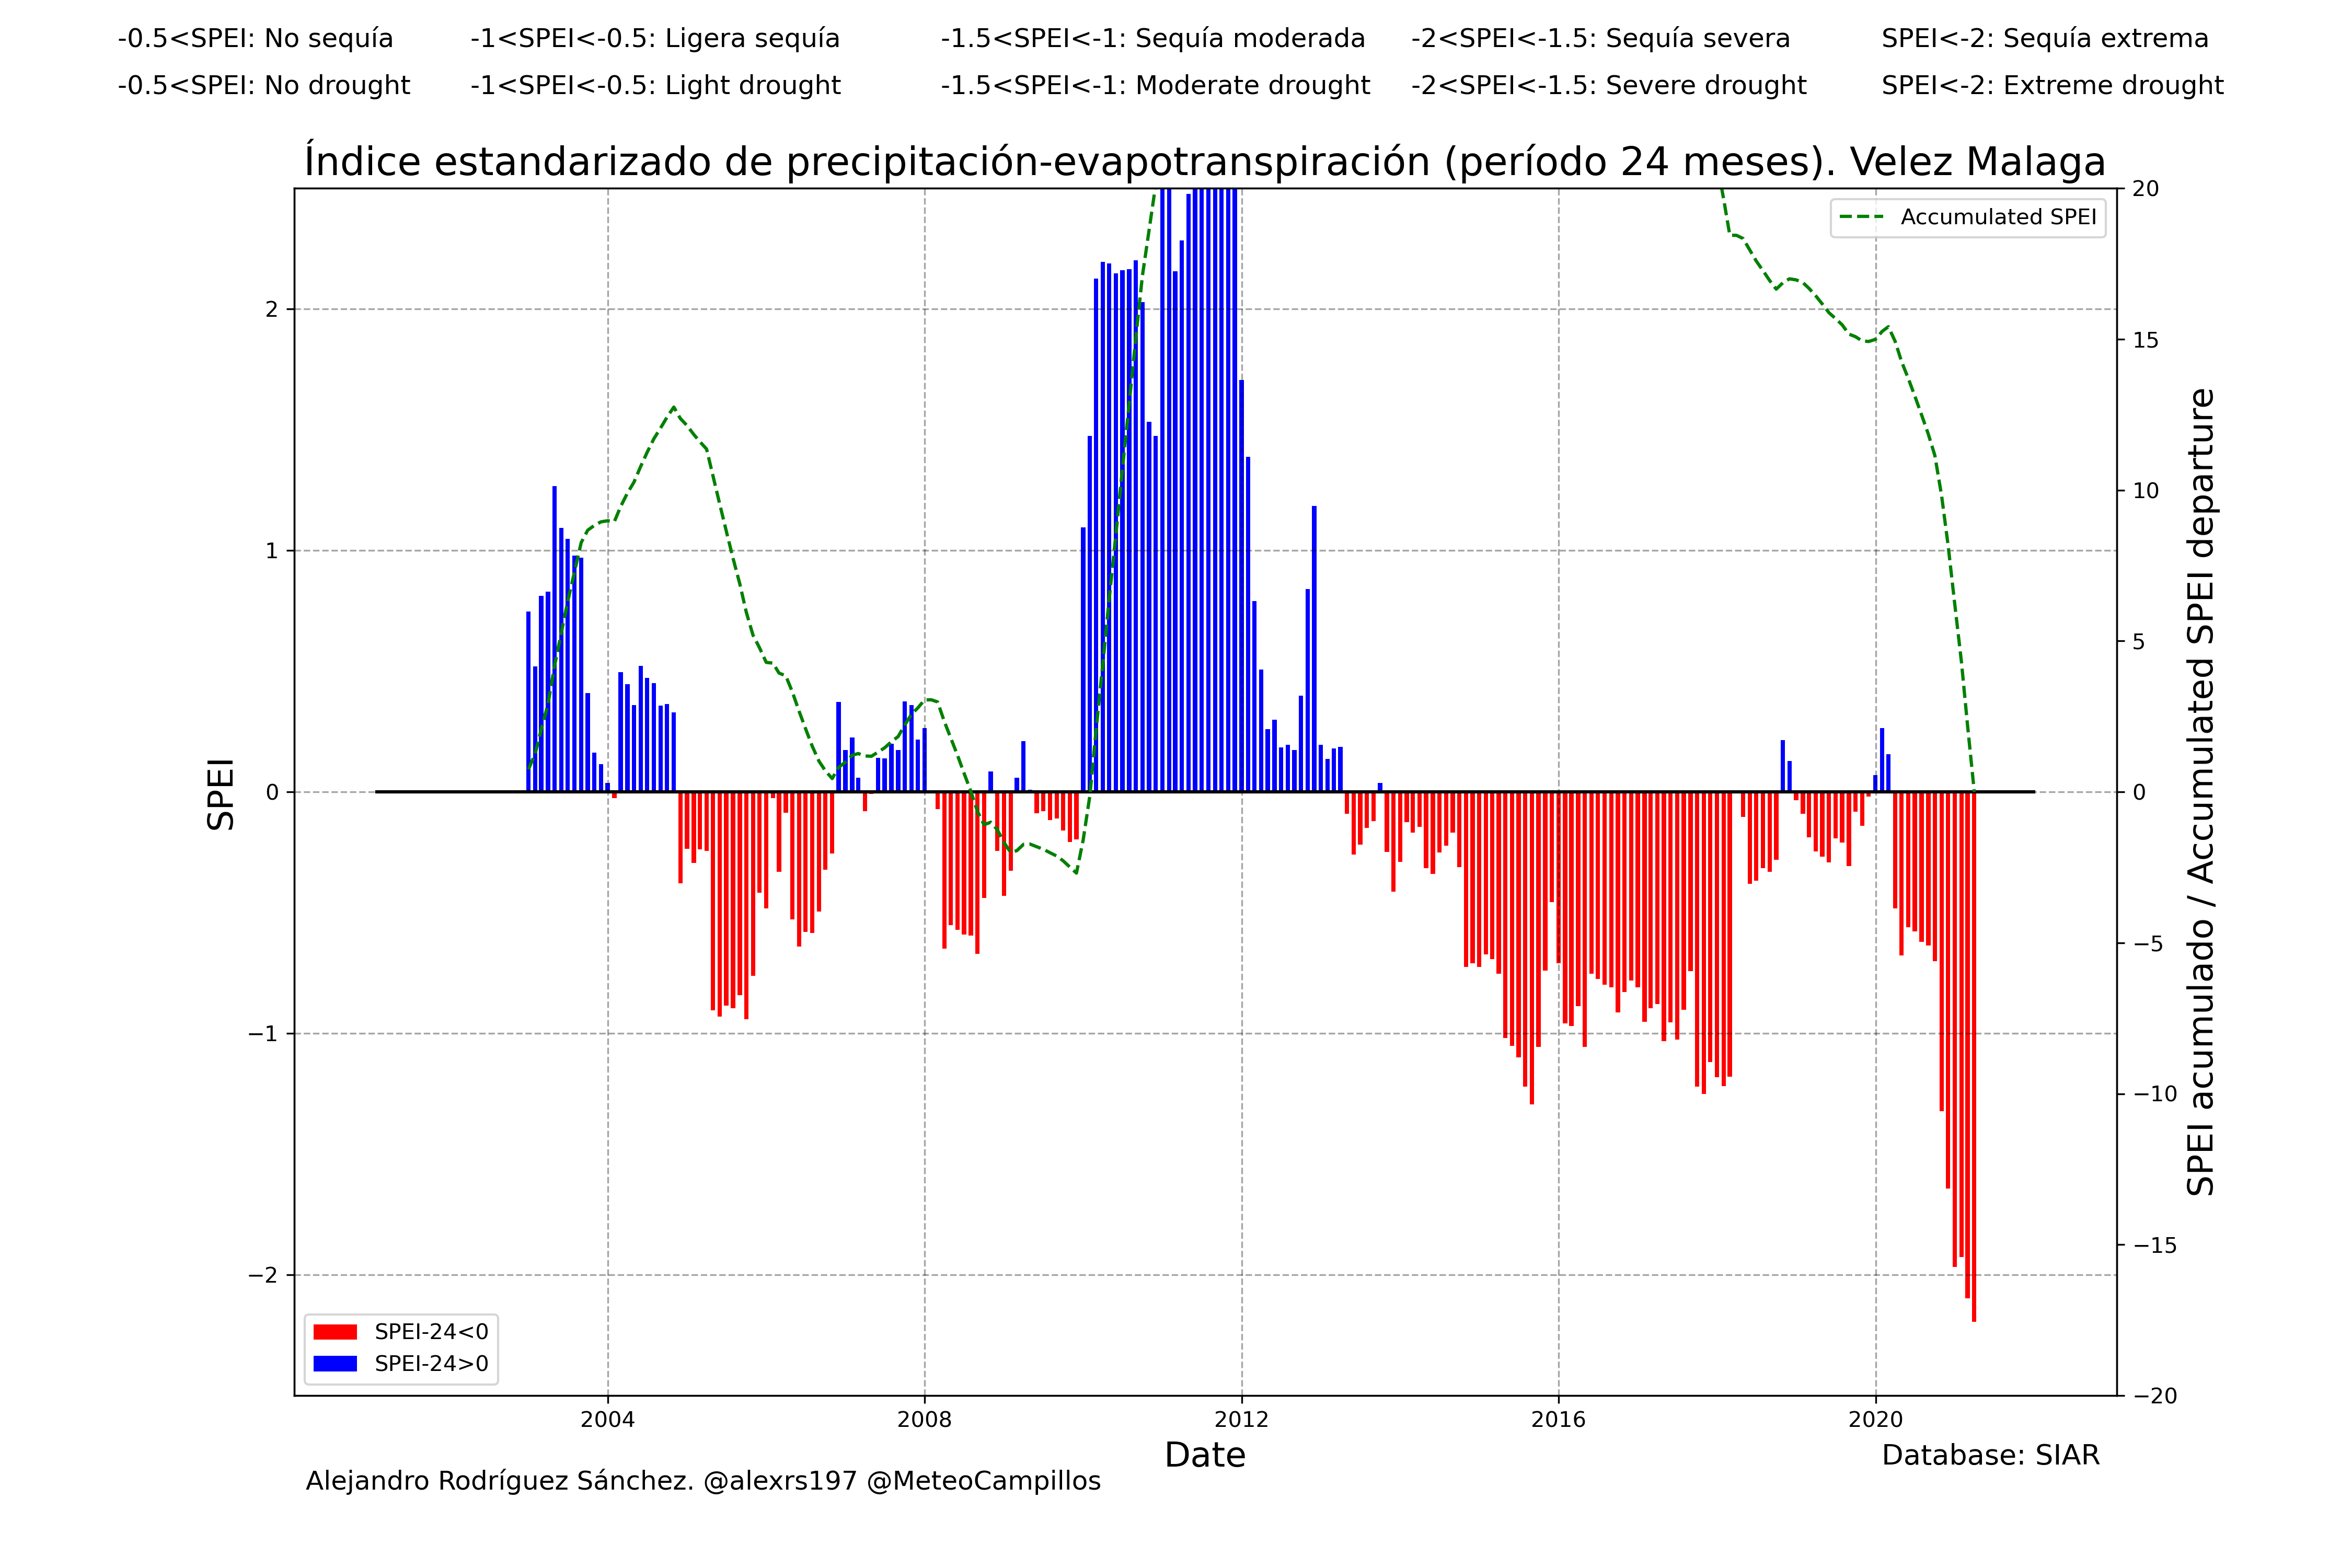 -0.5<SPEI: No sequía -1<SPEI<-0.5: Ligera sequía -1.5<SPEI<-1: Sequía moderada -2<SPEI<-1.5: Sequía severa SPEI<-2: Sequía extrema
-0.5<SPEI: No drought -1<SPEI<-0.5: Light drought -1.5<SPEI<-1: Moderate drought -2<SPEI<-1.5: Severe drought SPEI<-2: Extreme drought
Índice estandarizado de precipitación-evapotranspiración (período 24 meses). Velez Malaga
Accumulated SPEI
SPEI
2
1
0
−1
−2
20
15
10
5
0
−5
−10
−15
−20
SPEI acumulado / Accumulated SPEI departure
SPEI-24<0
SPEI-24>0
2004 2008 2012 2016 2020
Date
Database: SIAR
Alejandro Rodríguez Sánchez. @alexrs197 @MeteoCampillos